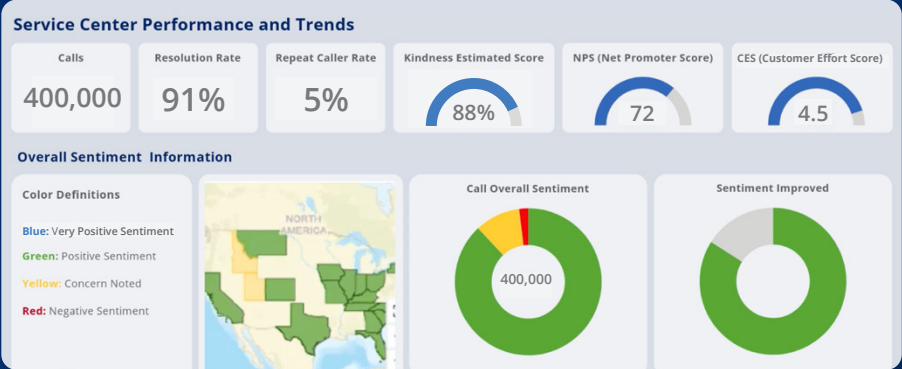 Service Center Performance and Trends
Calls
400,000
Resolution Rate
91%
Repeat Caller Rate
5%
Kindness Estimated Score
88%
NPS (Net Promoter Score)
72
CES (Customer Effort Score)
4.5
Overall Sentiment Information
Color Definitions
Blue: Very Positive Sentiment
Green: Positive Sentiment
Yellow: Concern Noted
Red: Negative Sentiment
NORTH
AMERICA
Call Overall Sentiment
400,000
Sentiment Improved